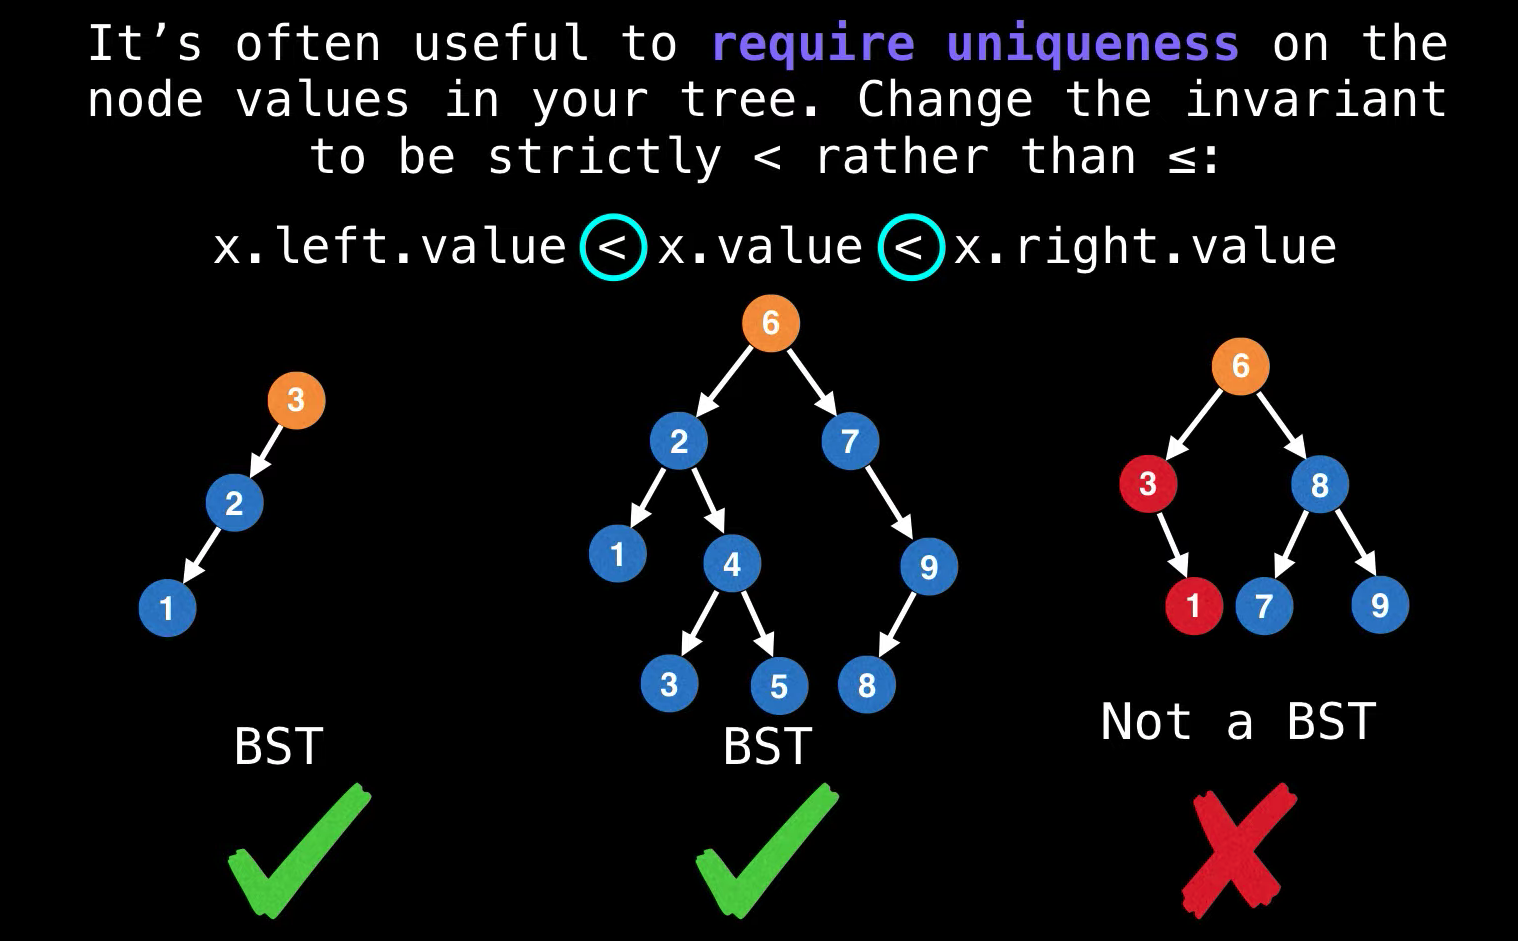 It’s often useful to require uniqueness on the
node values in your tree. Change the invariant
to be strictly < rather than ≤:
x.left.value < x.value < x.right.value
3
2
1
BST
6
2
7
1
4
9
3
5
8
BST
6
3
8
1
7
9
Not a BST